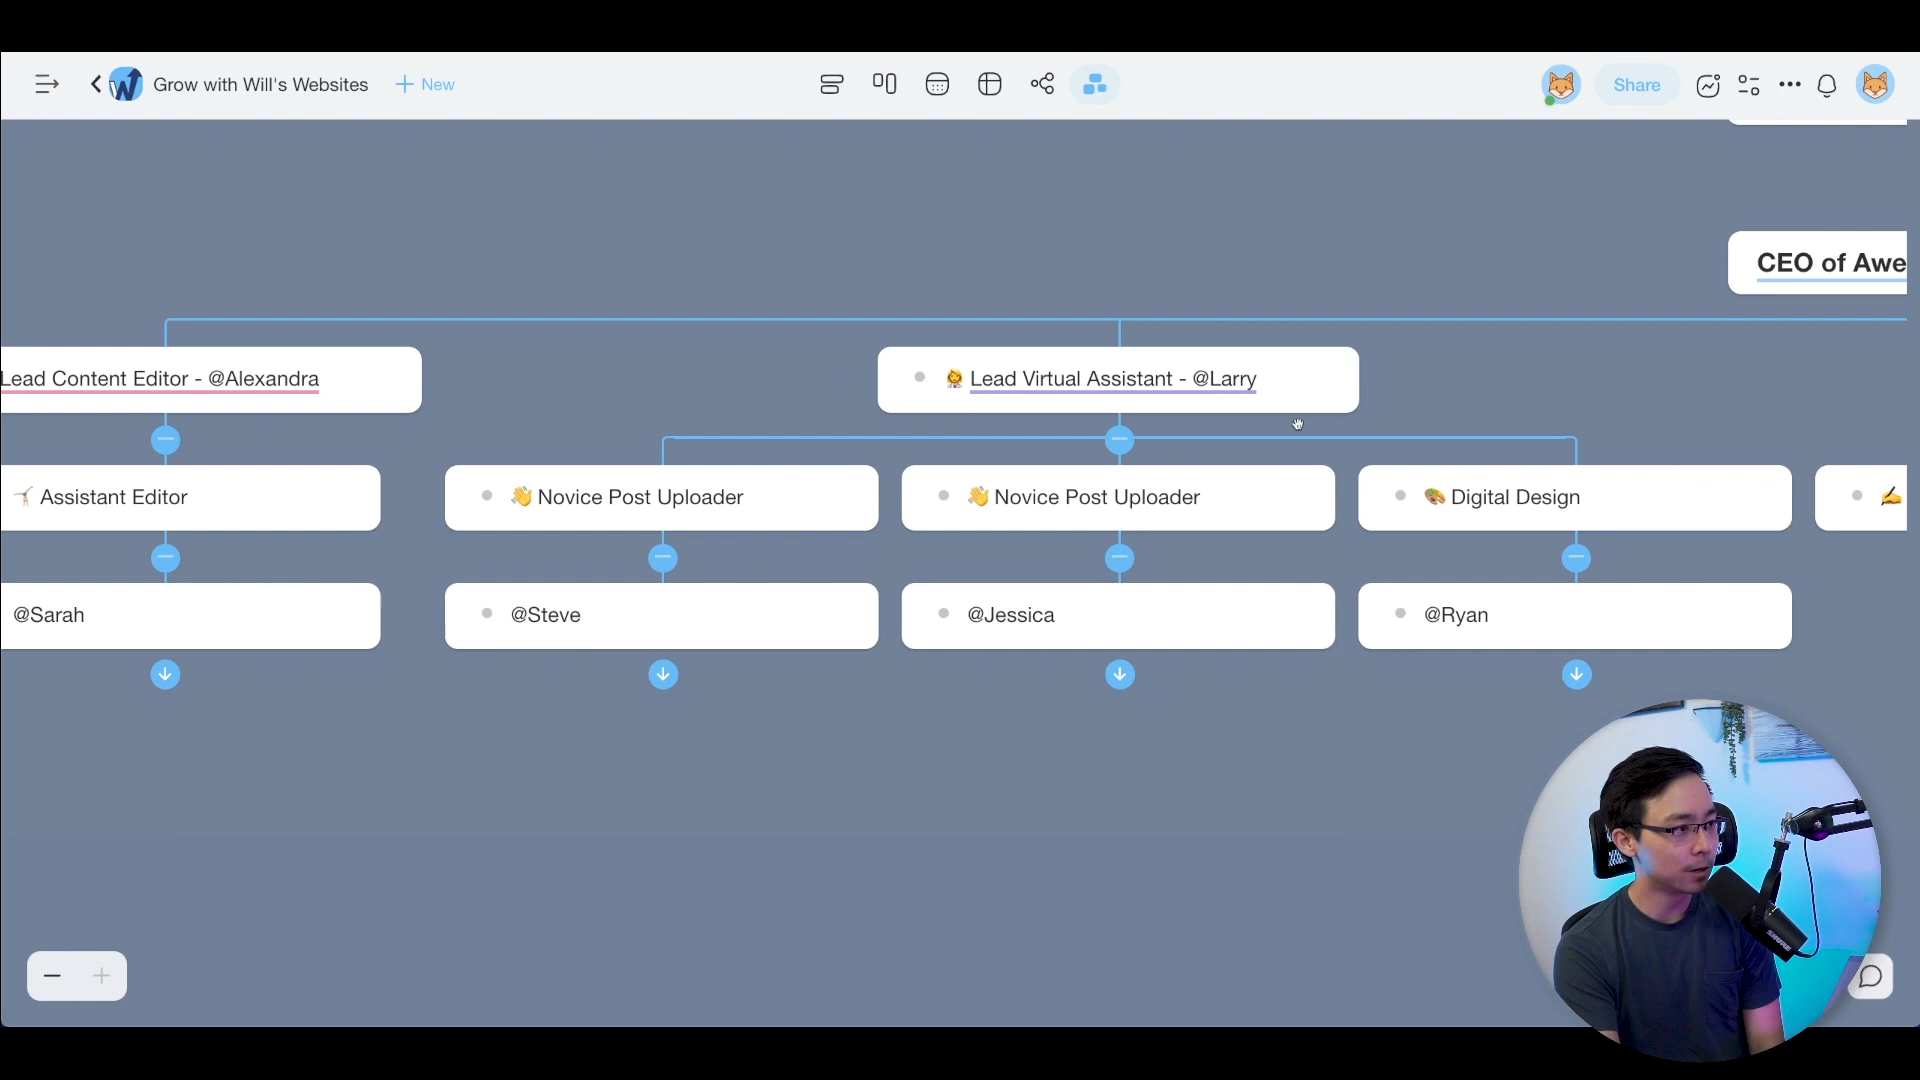 Grow with Will's Websites
New
Share
CEO of Awe
Lead Content Editor - @Alexandra
Lead Virtual Assistant - @Larry
Assistant Editor
Novice Post Uploader
Novice Post Uploader
Digital Design
@Sarah
@Steve
@Jessica
@Ryan
SHURE